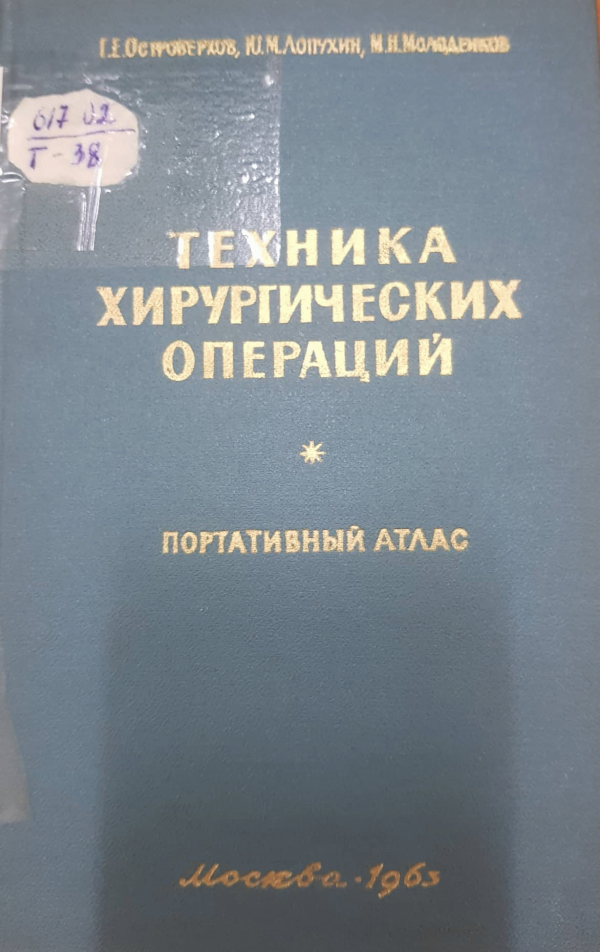 Г.Е.Островерхов, Ю.М.Лопухин, М.Н.Молоденков
617 02
Т-38
ТЕХНИКА
ХИРУРГИЧЕСКИХ
ОПЕРАЦИЙ
*
ПОРТАТИВНЫЙ АТЛАС
Москва-1963